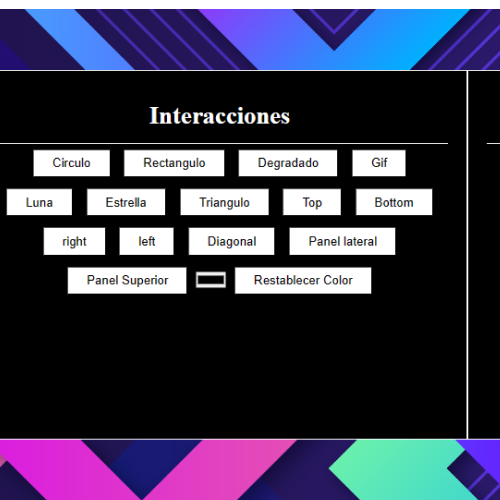 Interacciones
Circulo Rectangulo Degradado Gif
Luna Estrella Triangulo Top Bottom
right left Diagonal Panel lateral
Panel Superior Restablecer Color